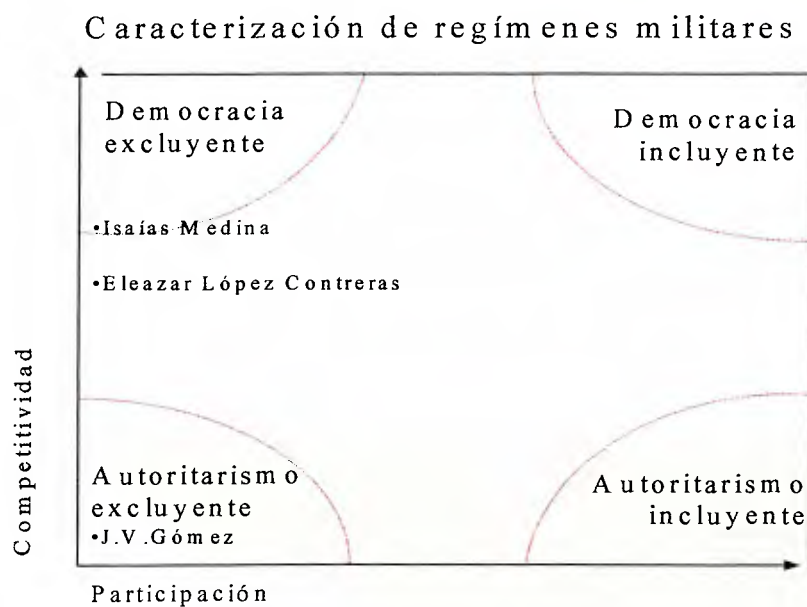 Caracterización de regímenes militares
Democracia
excluyente
Democracia
incluyente
•Isaías Medina
•Eleazar López Contreras
Competitividad
Autoritarismo
excluyente
•J.V.Gómez
Autoritarismo
incluyente
Participación